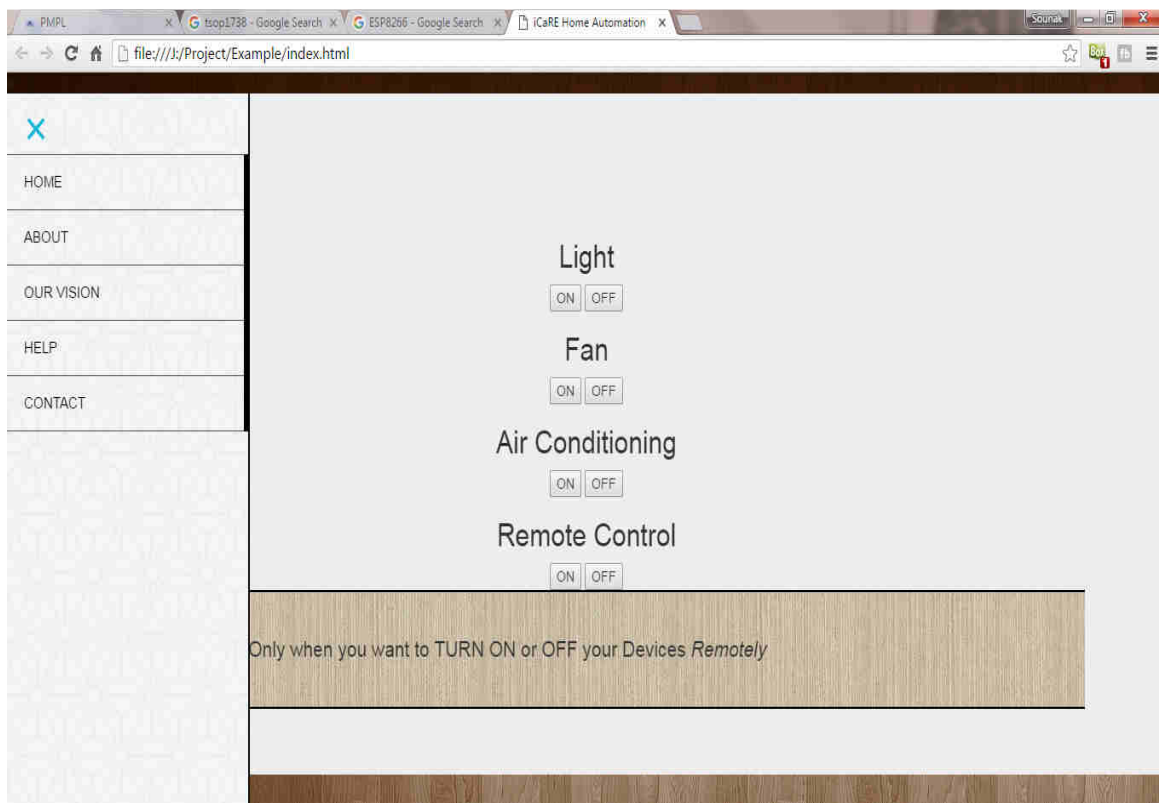 PMPL
tsop1738 - Google Search
ESP8266 - Google Search
iCaRE Home Automation
Sounak
file:///J:/Project/Example/index.html
HOME
ABOUT
OUR VISION
HELP
CONTACT
Light
ON OFF
Fan
ON OFF
Air Conditioning
ON OFF
Remote Control
ON OFF
Only when you want to TURN ON or OFF your Devices Remotely